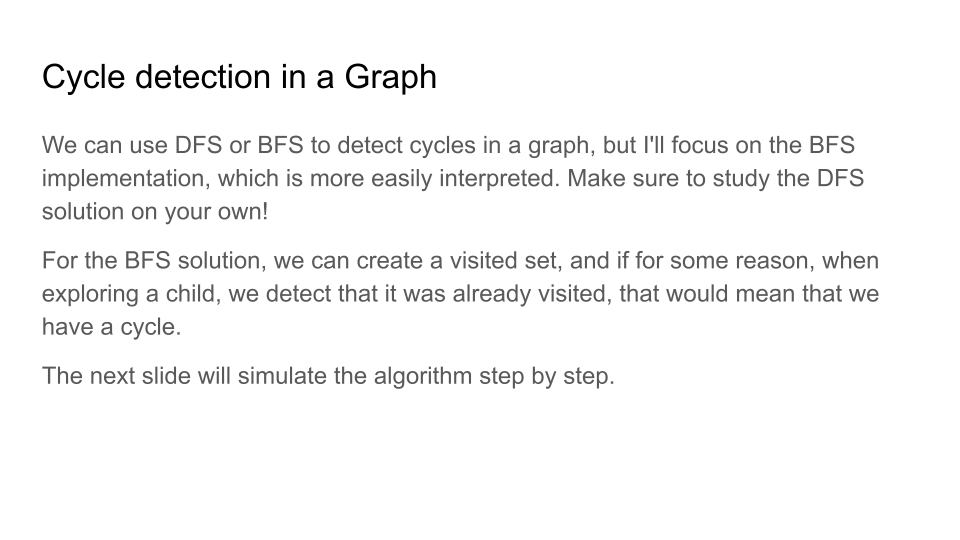 Cycle detection in a Graph
We can use DFS or BFS to detect cycles in a graph, but I'll focus on the BFS
implementation, which is more easily interpreted. Make sure to study the DFS
solution on your own!
For the BFS solution, we can create a visited set, and if for some reason, when
exploring a child, we detect that it was already visited, that would mean that we
have a cycle.
The next slide will simulate the algorithm step by step.